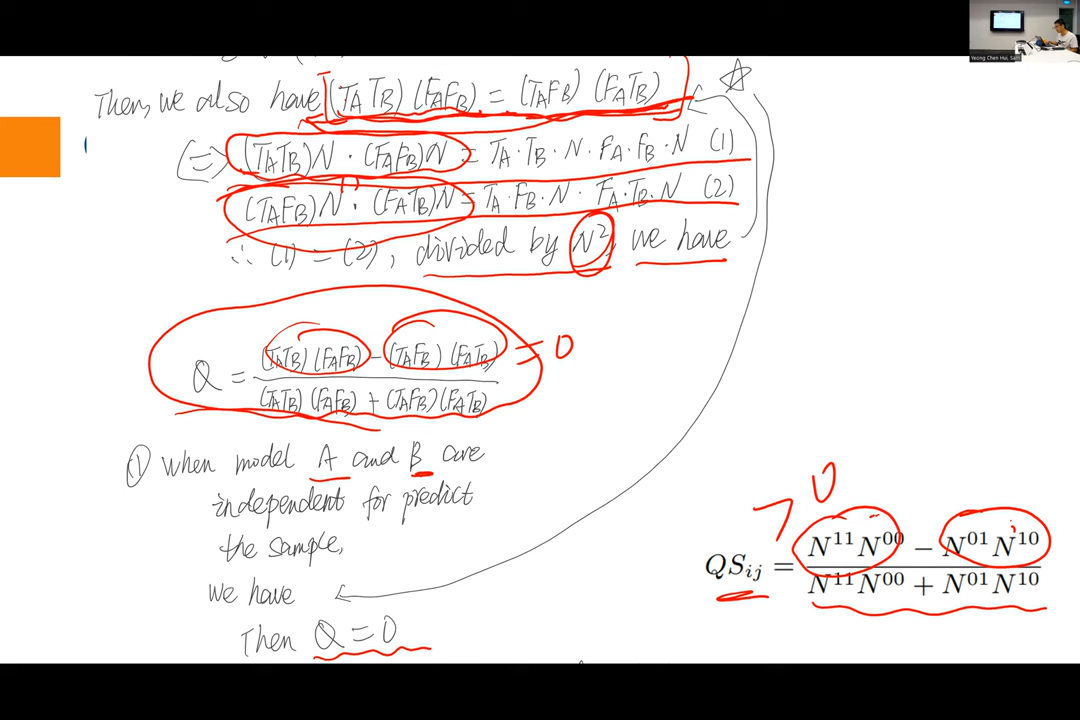 Then, we also have (TATB) (FAFB) = (TAFB) (FATB)
(=) (TATB)N · (FAFB)N = TA · TB · N · FA · FB · N (1)
(TAFB)N · (FATB)N = TA · FB · N · FA · TB · N (2)
∴ (1) = (2), divided by N², we have
Q = (TATB)(FAFB) − (TAFB)(FATB) = 0
(TATB)(FAFB) + (TAFB)(FATB)
① When model A and B are
independent for predict
the sample,
we have
Then Q = 0
> 0
QSij = N¹¹N⁰⁰ − N⁰¹N¹⁰
N¹¹N⁰⁰ + N⁰¹N¹⁰